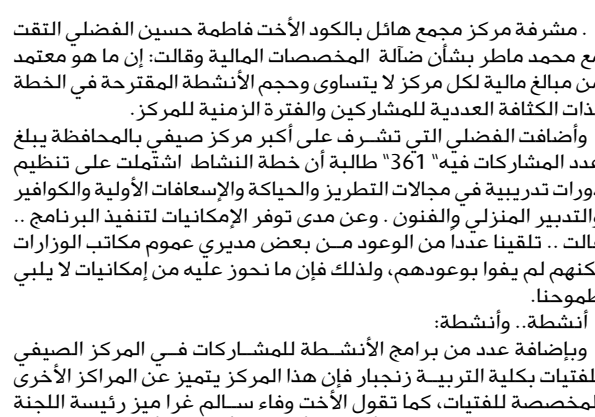 . مشرفة مركز مجمع هائل بالكود الأخت فاطمة حسين الفضلي التقت
مع محمد ماطر بشأن ضآلة المخصصات المالية وقالت: إن ما هو معتمد
من مبالغ مالية لكل مركز لا يتساوى وحجم الأنشطة المقترحة في الخطة
لذات الكثافة العددية للمشاركين والفترة الزمنية للمركز.
وأضافت الفضلي التي تشرف على أكبر مركز صيفي بالمحافظة يبلغ
عدد المشاركات فيه" 361" طالبة أن خطة النشاط اشتملت على تنظيم
دورات تدريبية في مجالات التطريز والحياكة والإسعافات الأولية والكوافير
والتدبير المنزلي والفنون . وعن مدى توفر الإمكانيات لتنفيذ البرنامج ..
قالت .. تلقينا عدداً من الوعود من بعض مديري عموم مكاتب الوزارات
لكنهم لم يفوا بوعودهم، ولذلك فإن ما نحوز عليه من إمكانيات لا يلبي
طموحنا.
أنشطة.. وأنشطة:
وبإضافة عدد من برامج الأنشطة للمشاركات في المركز الصيفي
للفتيات بكلية التربية زنجبار فإن هذا المركز يتميز عن المراكز الأخرى
المخصصة للفتيات، كما تقول الأخت وفاء سالم غرا ميز رئيسة اللجنة